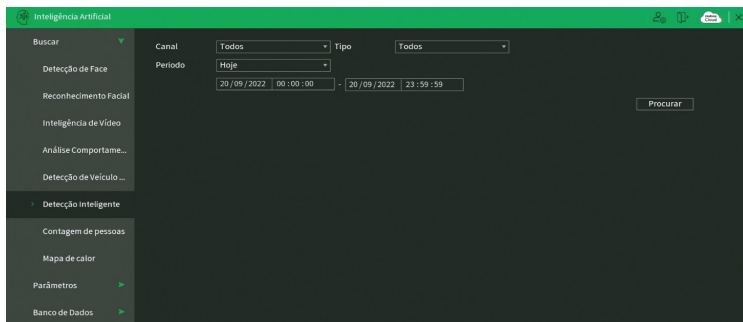 Inteligência Artificial
Buscar
Detecção de Face
Reconhecimento Facial
Inteligência de Vídeo
Análise Comportame...
Detecção de Veículo ...
Detecção Inteligente
Contagem de pessoas
Mapa de calor
Parâmetros
Banco de Dados
Canal Todos Tipo Todos
Periodo Hoje
20/09/2022 00:00:00 - 20/09/2022 23:59:59
Procurar
Cloud